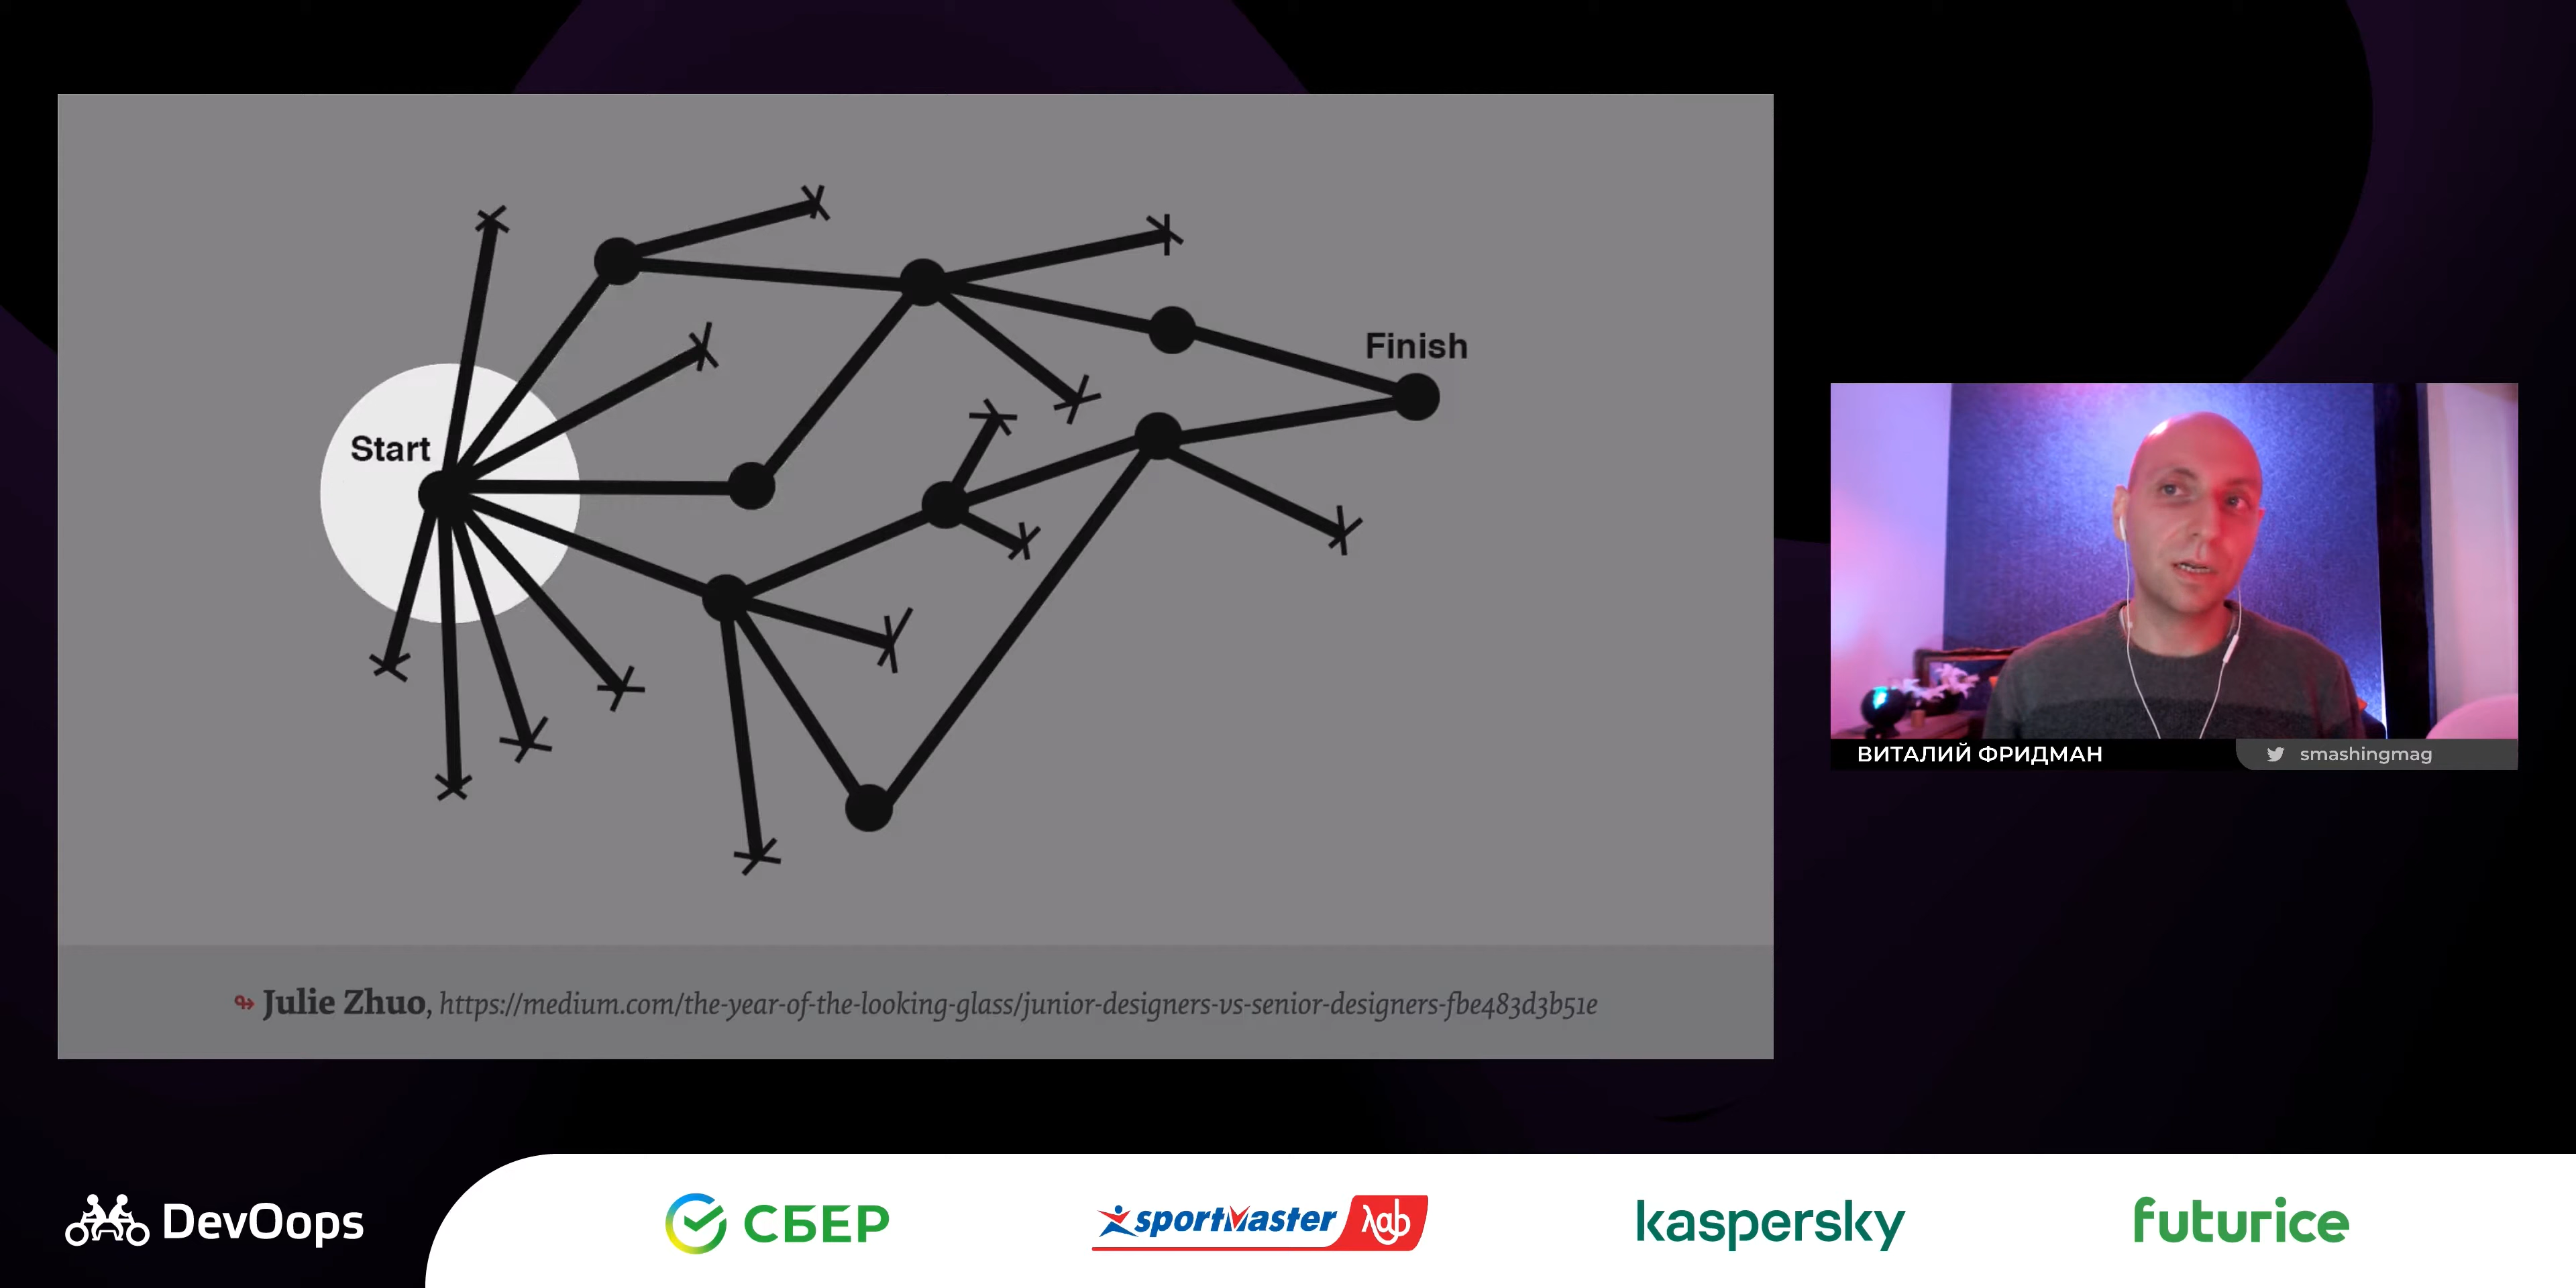 Finish
Start
Julie Zhuo, https://medium.com/the-year-of-the-looking-glass/junior-designers-vs-senior-designers-fbe483d3b51e
ВИТАЛИЙ ФРИДМАН
smashingmag
DevOops
СБЕР
sportmaster λab
kaspersky
futurice